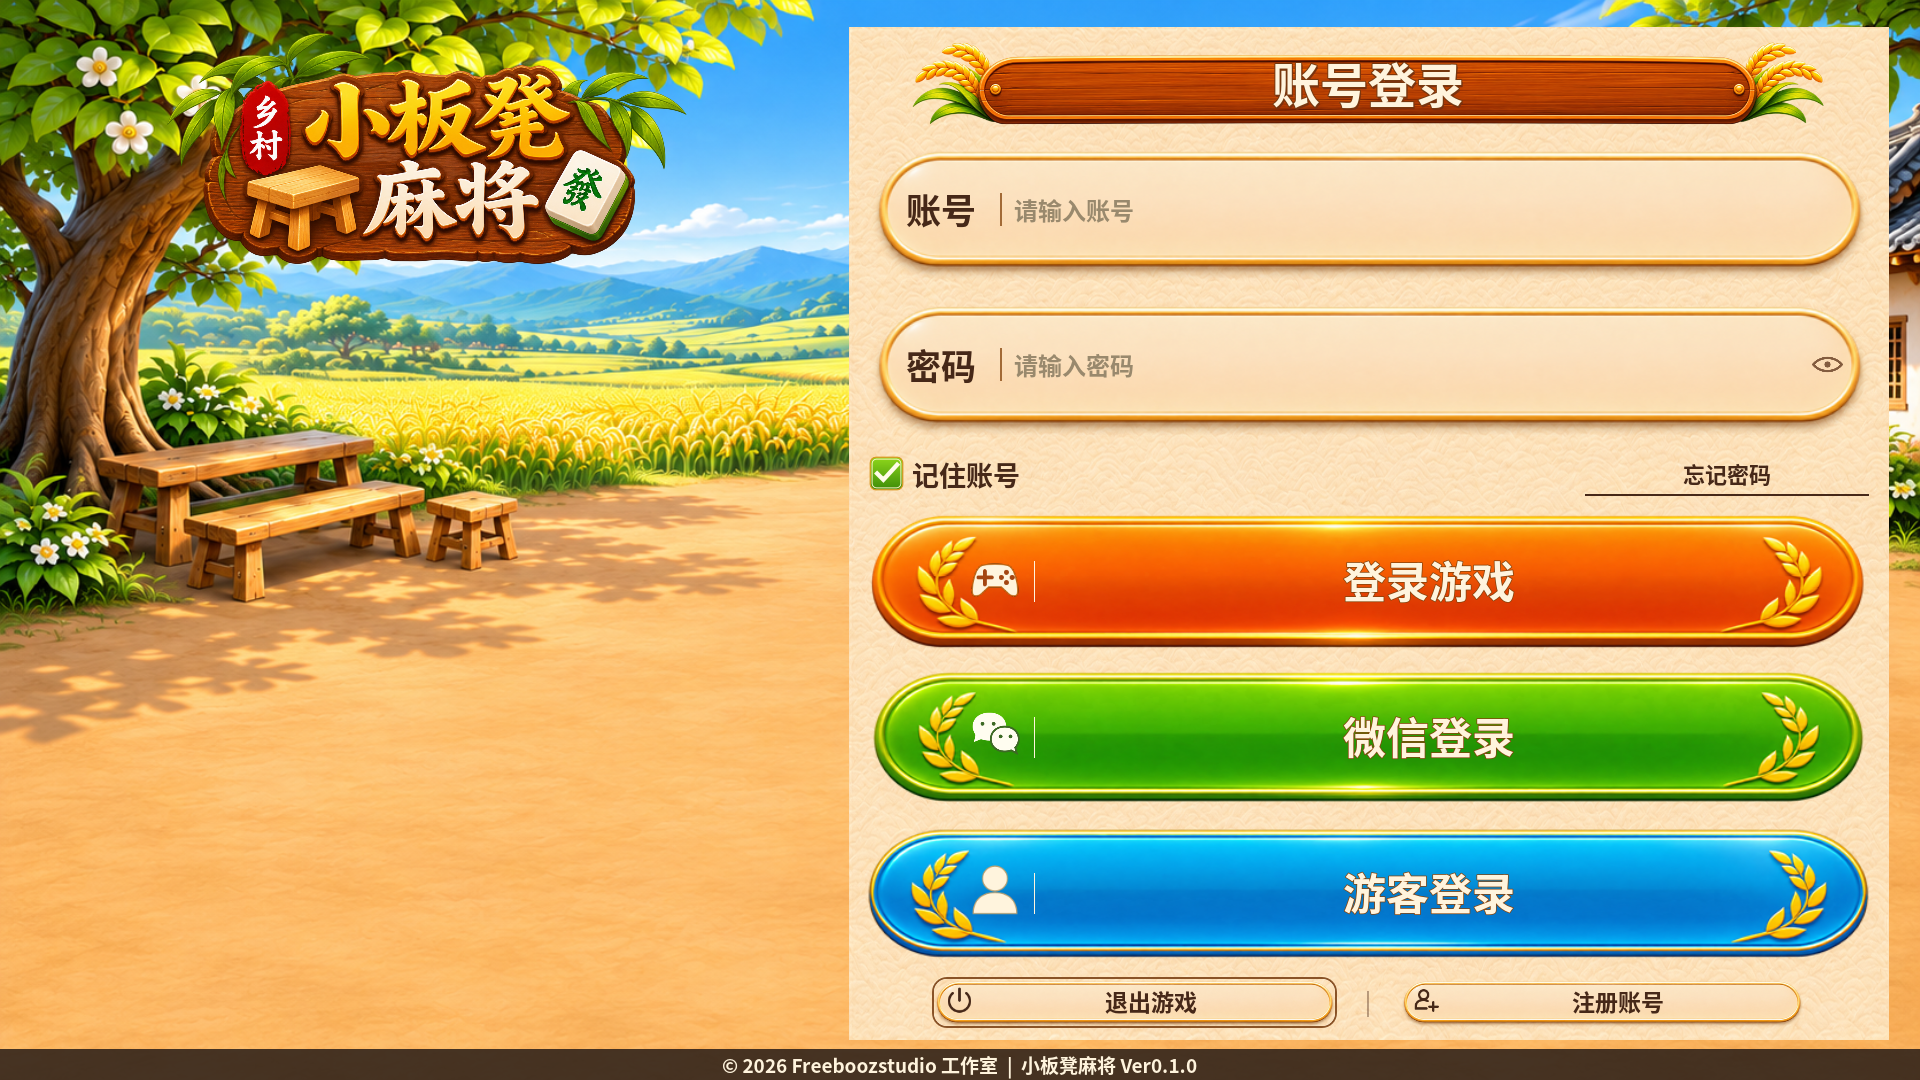 乡村
小板凳
麻将
發
账号登录
账号
请输入账号
密码
请输入密码
记住账号
忘记密码
登录游戏
微信登录
游客登录
退出游戏
注册账号
© 2026 Freeboozstudio 工作室 | 小板凳麻将 Ver0.1.0